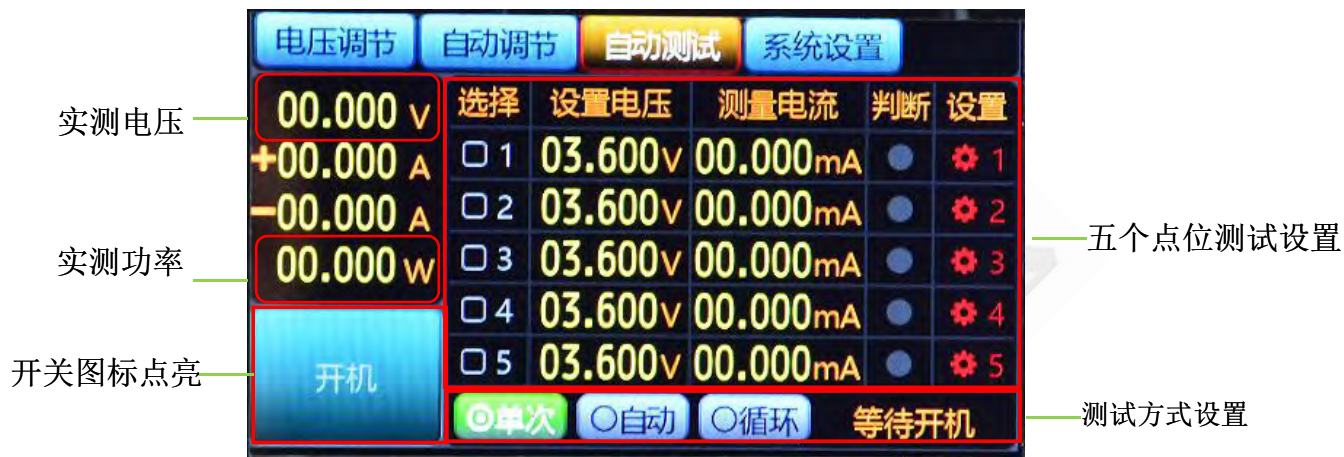 电压调节 自动调节 自动测试 系统设置
实测电压
00.000 V
+00.000 A
-00.000 A
实测功率
00.000 W
开关图标点亮
开机
选择 设置电压 测量电流 判断 设置
1 03.600V 00.000mA 1
2 03.600V 00.000mA 2
3 03.600V 00.000mA 3
4 03.600V 00.000mA 4
5 03.600V 00.000mA 5
五个点位测试设置
单次 自动 循环 等待开机
测试方式设置